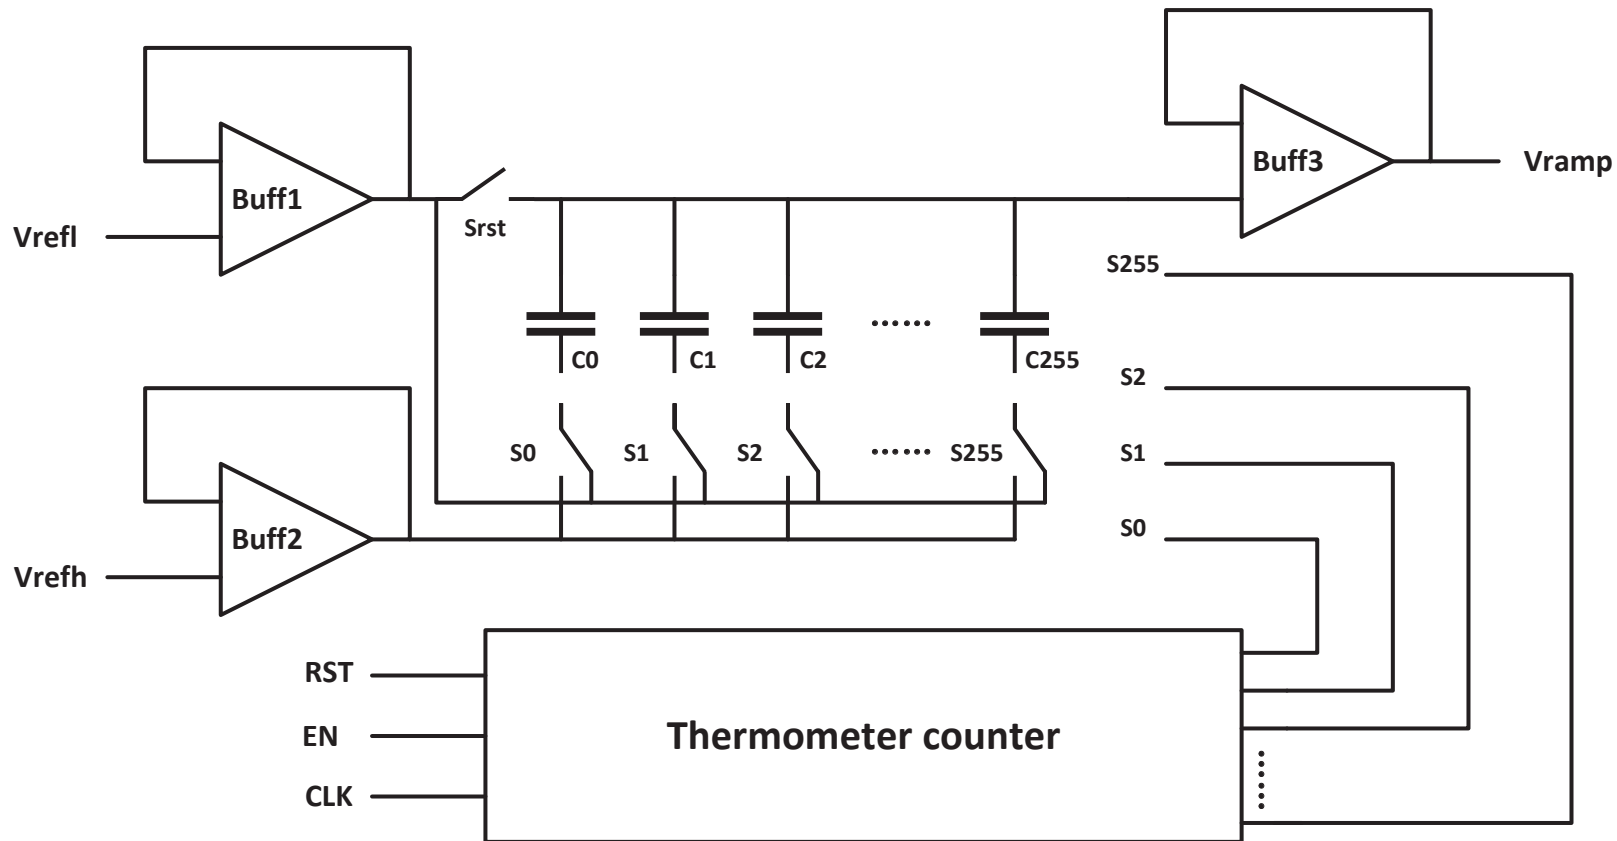 Buff1
Buff3
Vramp
Srst
Vrefl
S255
C0
C1
C2
......
C255
S2
S0
S1
S2
......
S255
S1
S0
Buff2
Vrefh
RST
EN
Thermometer counter
CLK
......